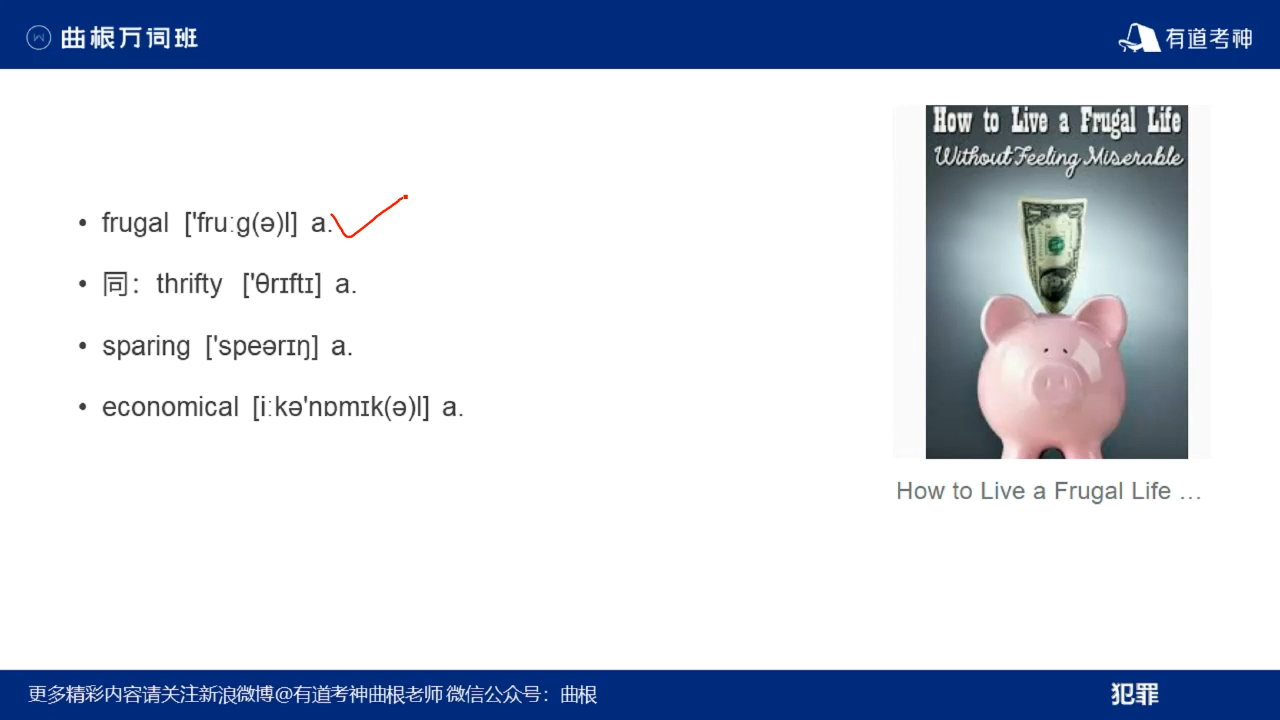 曲根万词班
有道考神
How to Live a Frugal Life
Without Feeling Miserable
• frugal ['fruːg(ə)l] a.
• 同：thrifty ['θrɪftɪ] a.
• sparing ['speərɪŋ] a.
• economical [iːkə'nɒmɪk(ə)l] a.
How to Live a Frugal Life …
更多精彩内容请关注新浪微博@有道考神曲根老师 微信公众号：曲根
犯罪